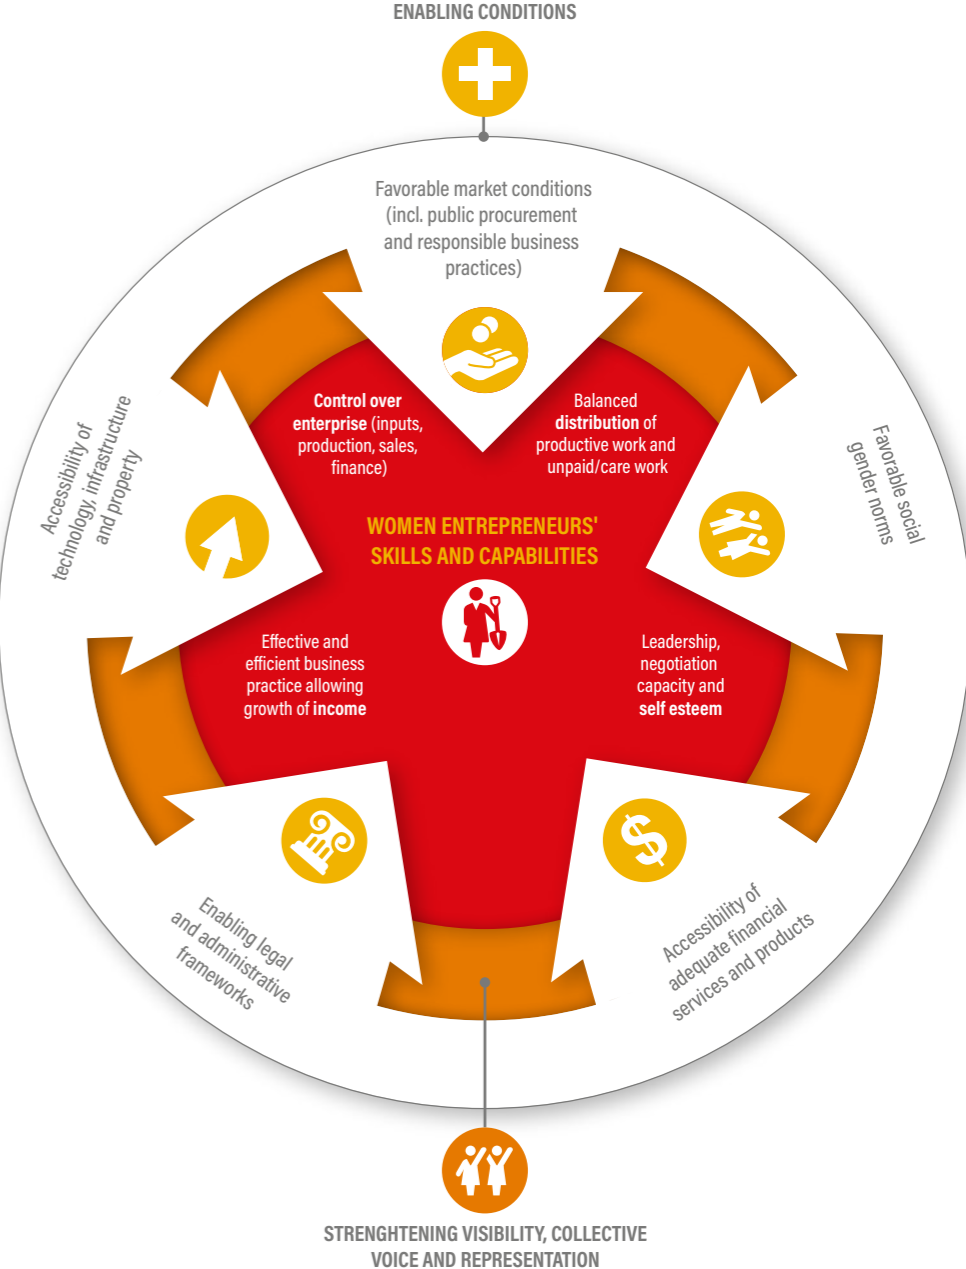 ENABLING CONDITIONS
Favorable market conditions
(incl. public procurement
and responsible business
practices)
Accessibility of
technology, infrastructure
and property
Favorable social
gender norms
Control over
enterprise (inputs,
production, sales,
finance)
Balanced
distribution of
productive work and
unpaid/care work
WOMEN ENTREPRENEURS'
SKILLS AND CAPABILITIES
Effective and
efficient business
practice allowing
growth of income
Leadership,
negotiation
capacity and
self esteem
$
Enabling legal
and administrative
frameworks
Accessibility of
adequate financial
services and products
STRENGHTENING VISIBILITY, COLLECTIVE
VOICE AND REPRESENTATION